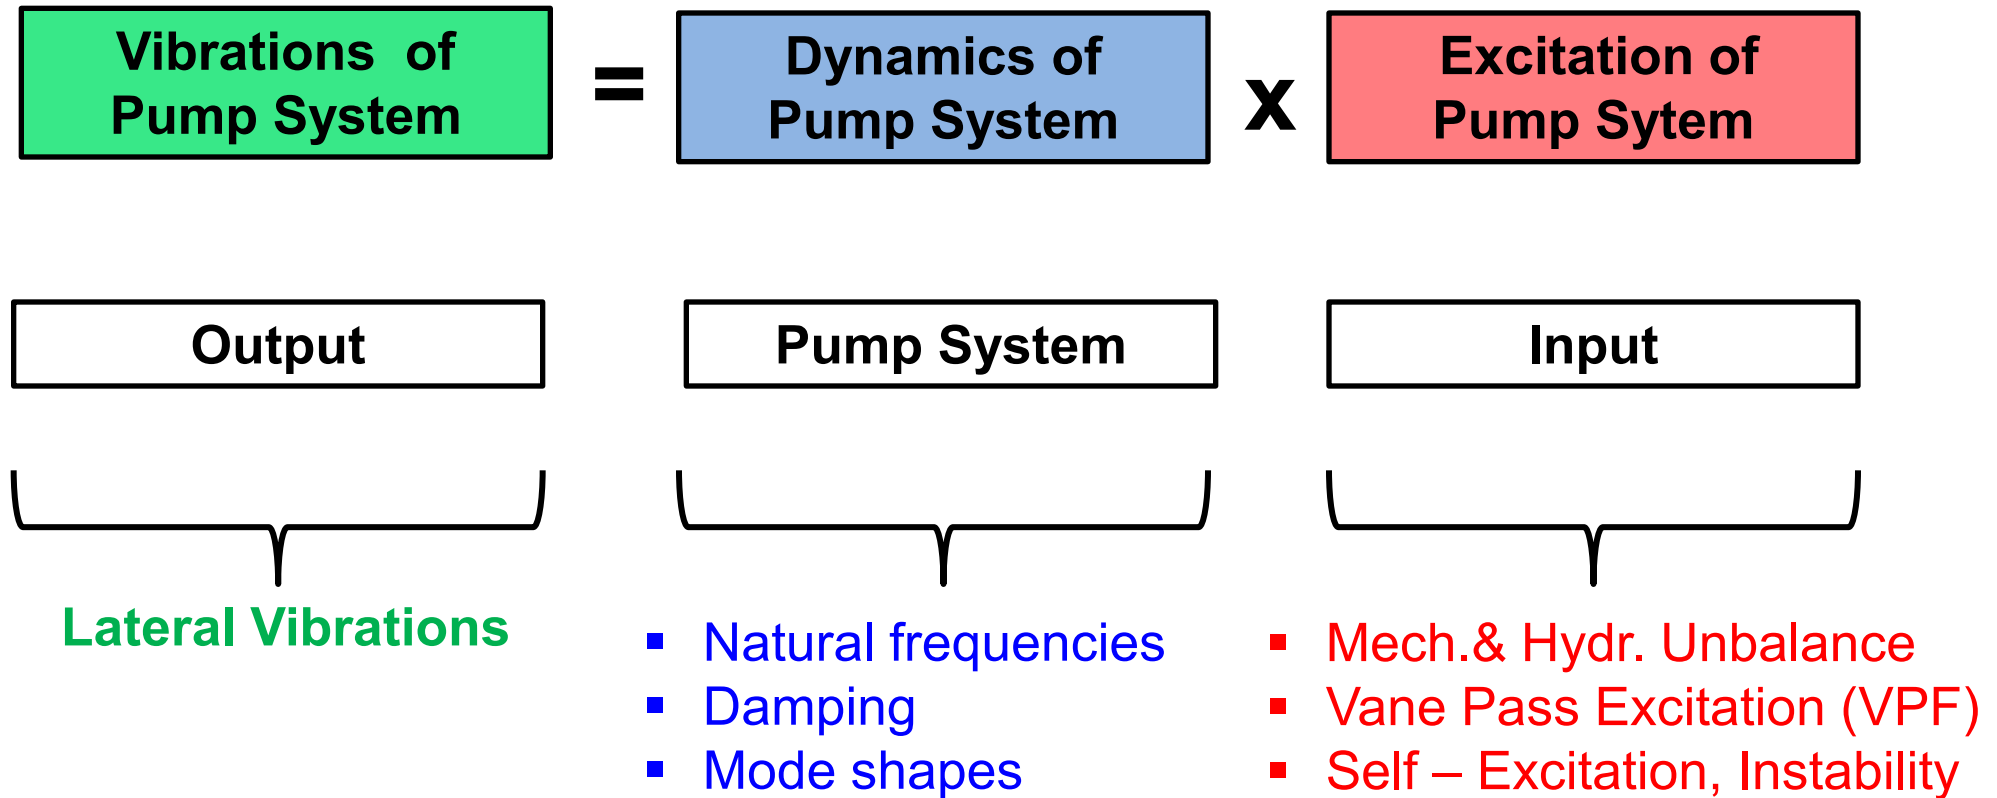 Vibrations of
Pump System
=
Dynamics of
Pump System
x
Excitation of
Pump Sytem
Output
Pump System
Input
Lateral Vibrations
▪ Natural frequencies
▪ Damping
▪ Mode shapes
▪ Mech.& Hydr. Unbalance
▪ Vane Pass Excitation (VPF)
▪ Self – Excitation, Instability